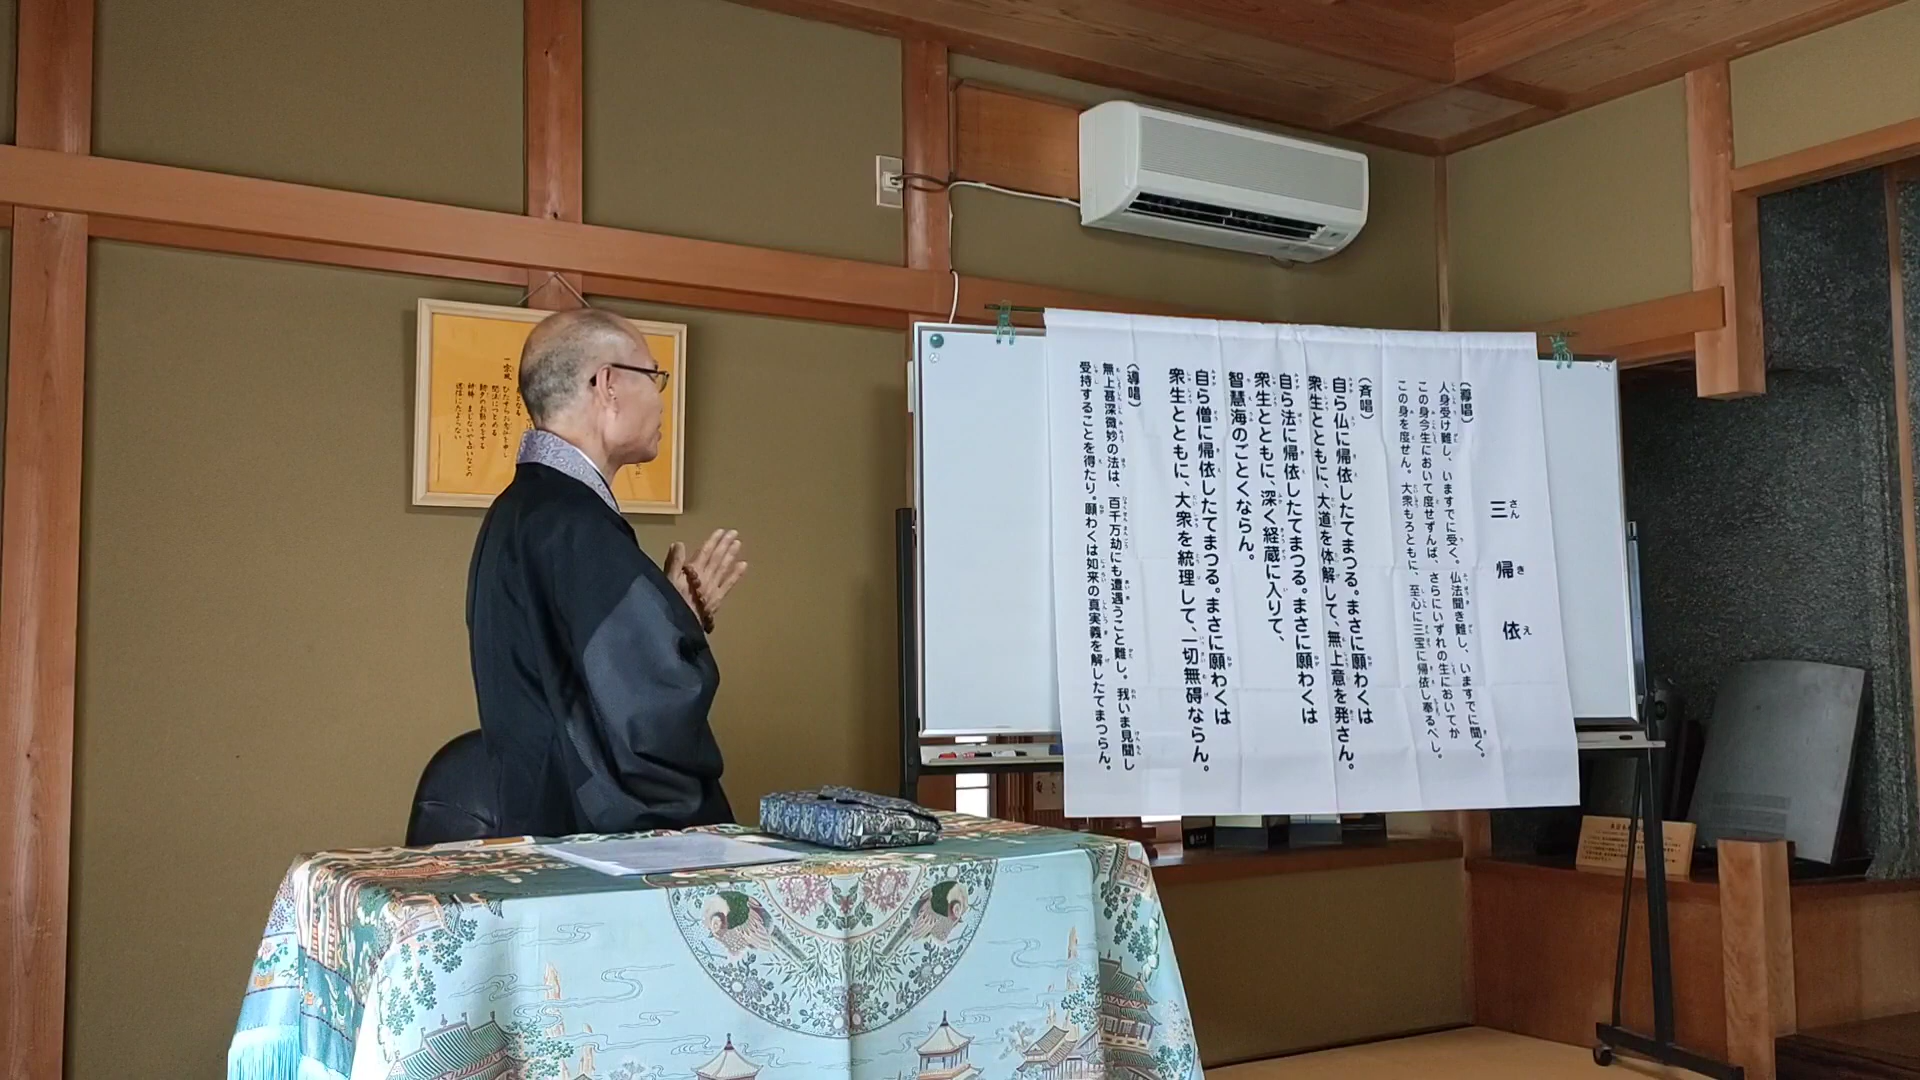 三帰依
さんきえ
(導唱)
人身受け難し、いますでに受く。仏法聞き難し、いますでに聞く。
この身今生において度せずんば、さらにいずれの生においてか
この身を度せん。大衆もろともに、至心に三宝に帰依し奉るべし。
(斉唱)
自ら仏に帰依したてまつる。まさに願わくは
衆生とともに、大道を体解して、無上意を発さん。
自ら法に帰依したてまつる。まさに願わくは
衆生とともに、深く経蔵に入りて、
智慧海のごとくならん。
自ら僧に帰依したてまつる。まさに願わくは
衆生とともに、大衆を統理して、一切無碍ならん。
(導唱)
無上甚深微妙の法は、百千万劫にも遭遇うこと難し。我いま見聞し
受持することを得たり。願わくは如来の真実義を解したてまつらん。
一 宗風